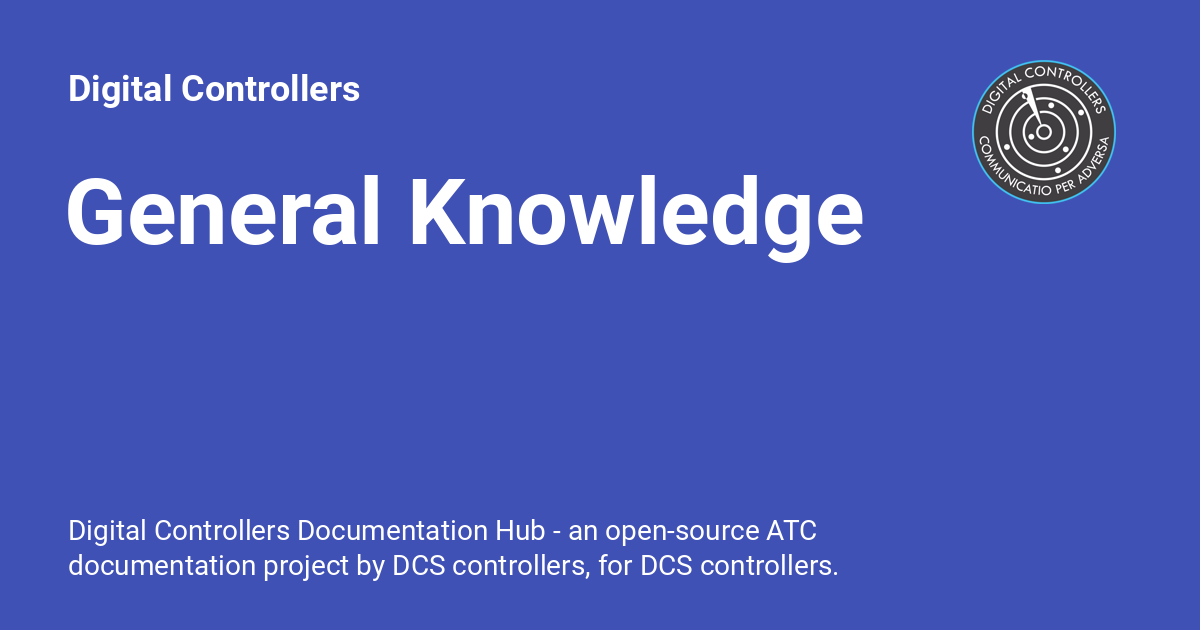 Digital Controllers
DIGITAL CONTROLLERS
COMMUNICATIO PER ADVERSA
General Knowledge
Digital Controllers Documentation Hub - an open-source ATC
documentation project by DCS controllers, for DCS controllers.